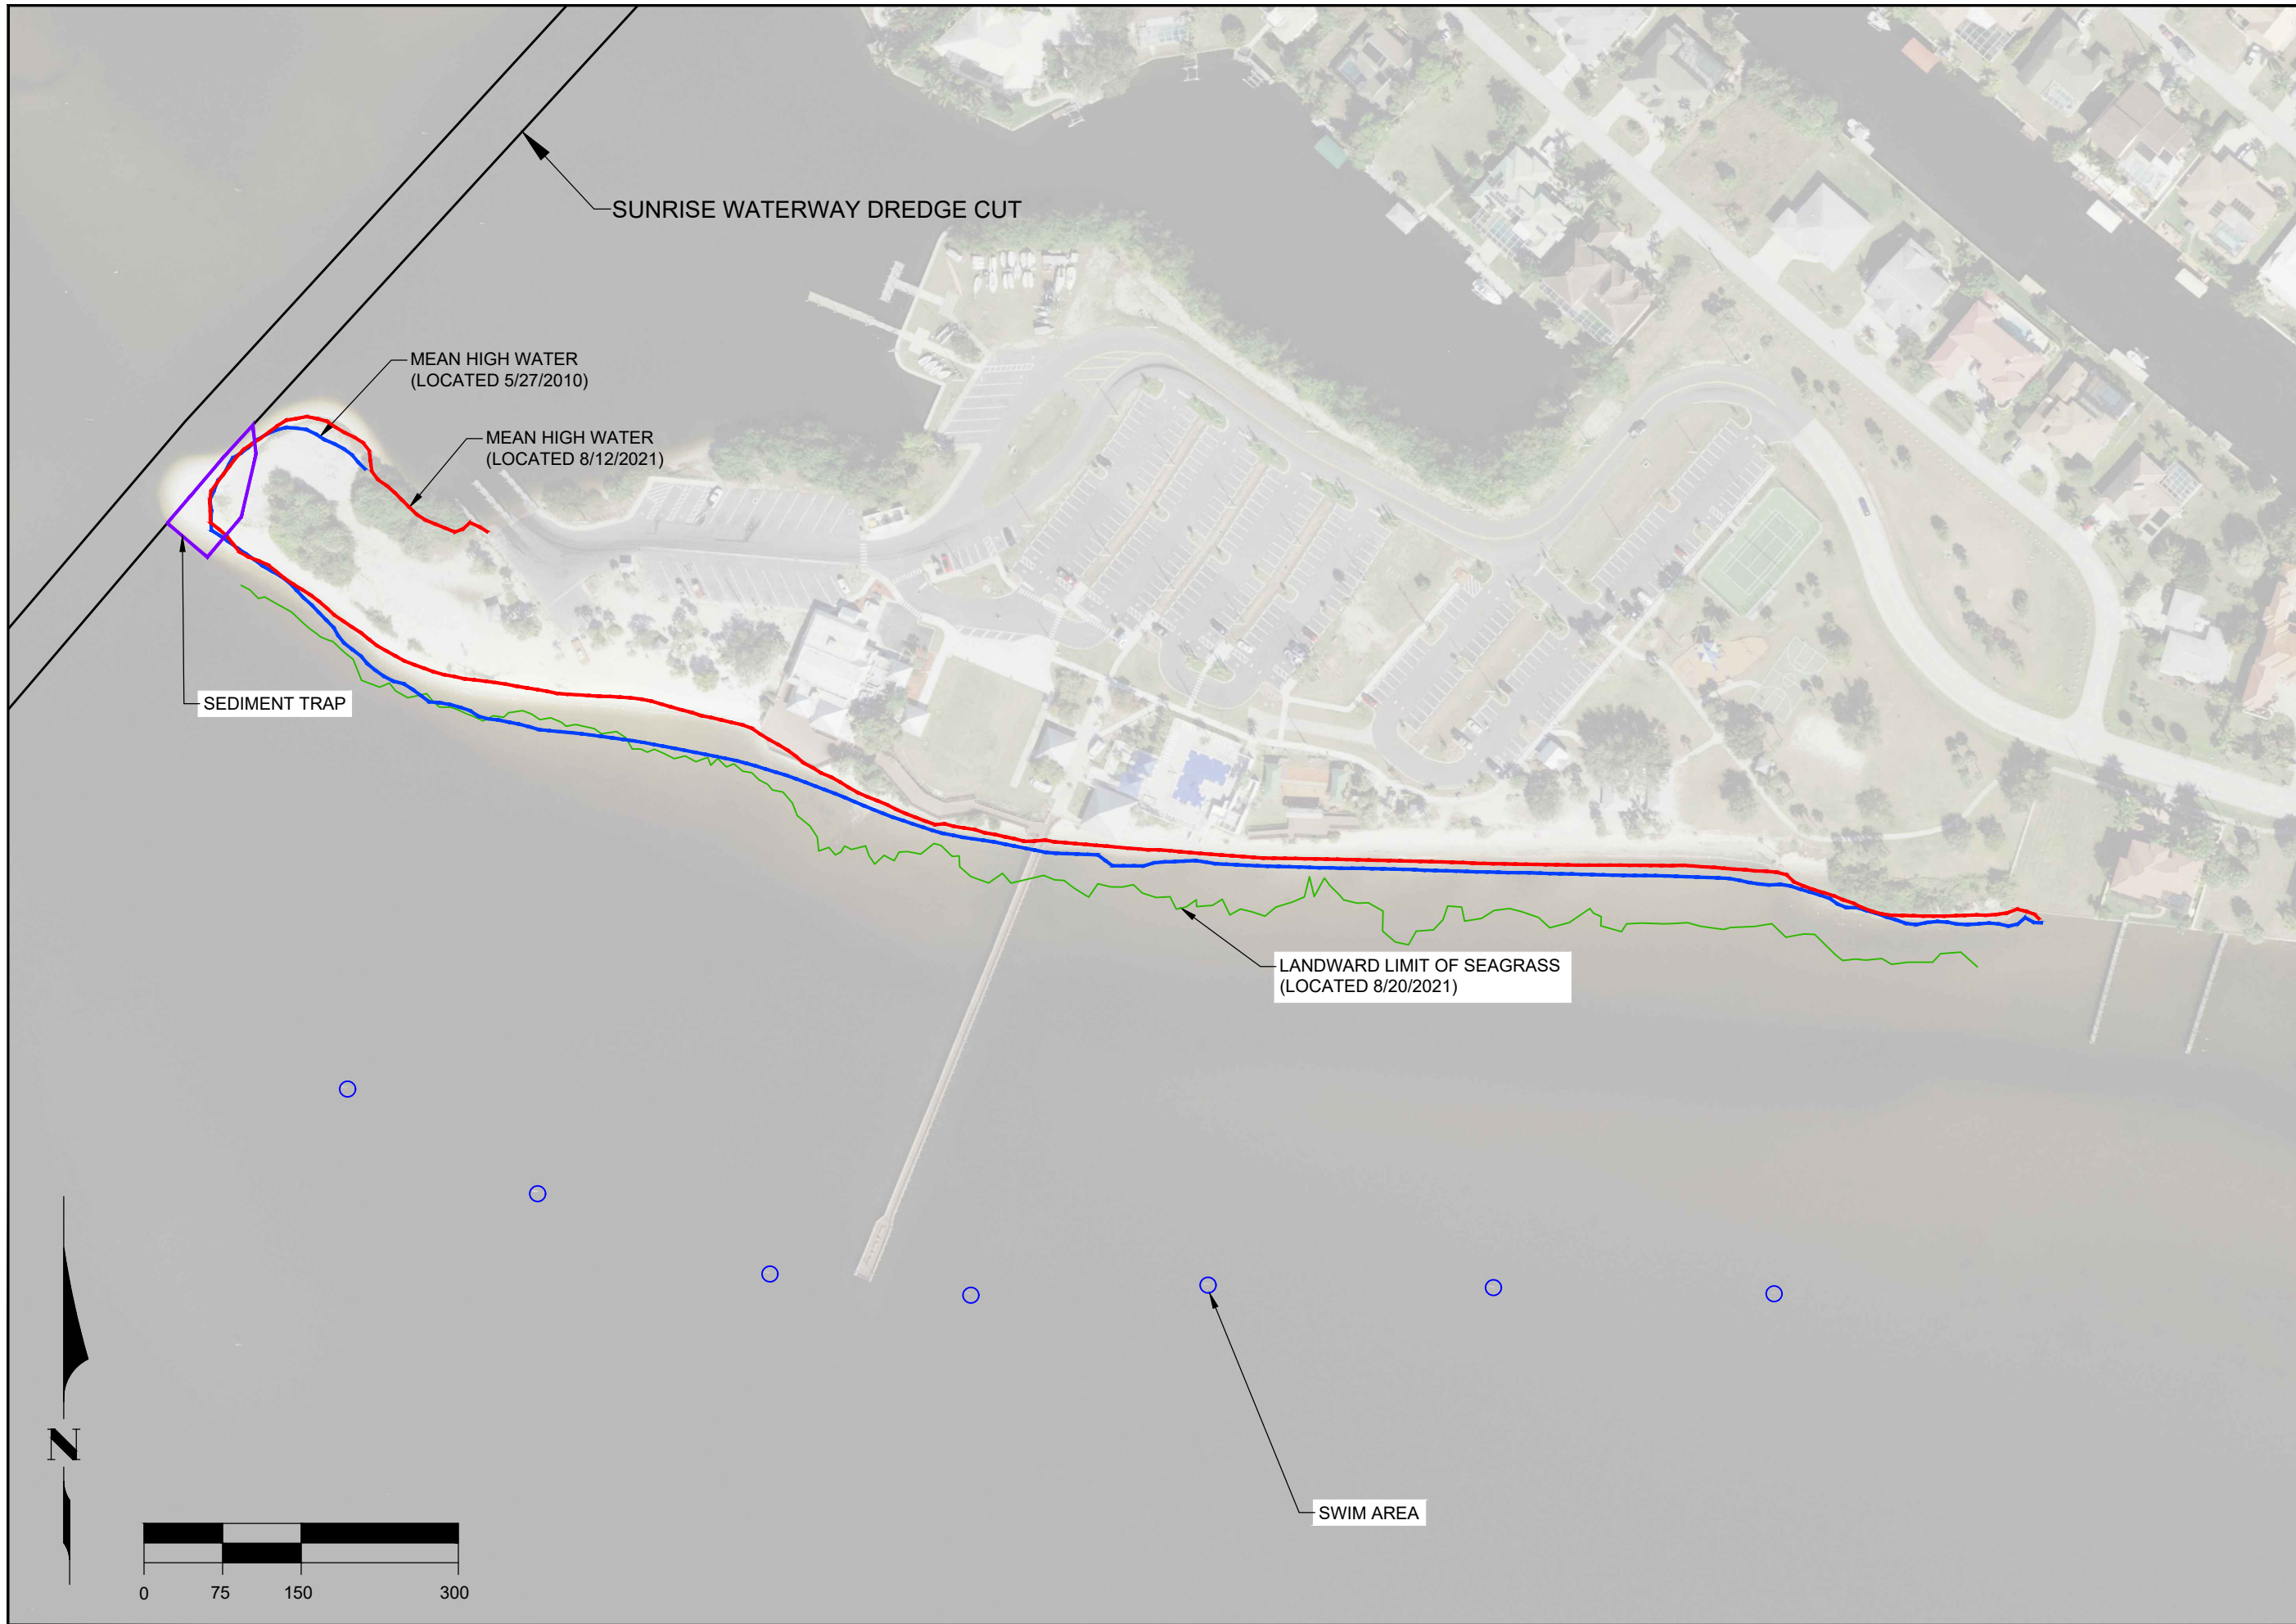 SUNRISE WATERWAY DREDGE CUT
MEAN HIGH WATER
(LOCATED 5/27/2010)
MEAN HIGH WATER
(LOCATED 8/12/2021)
SEDIMENT TRAP
LANDWARD LIMIT OF SEAGRASS
(LOCATED 8/20/2021)
SWIM AREA
N
0 75 150 300